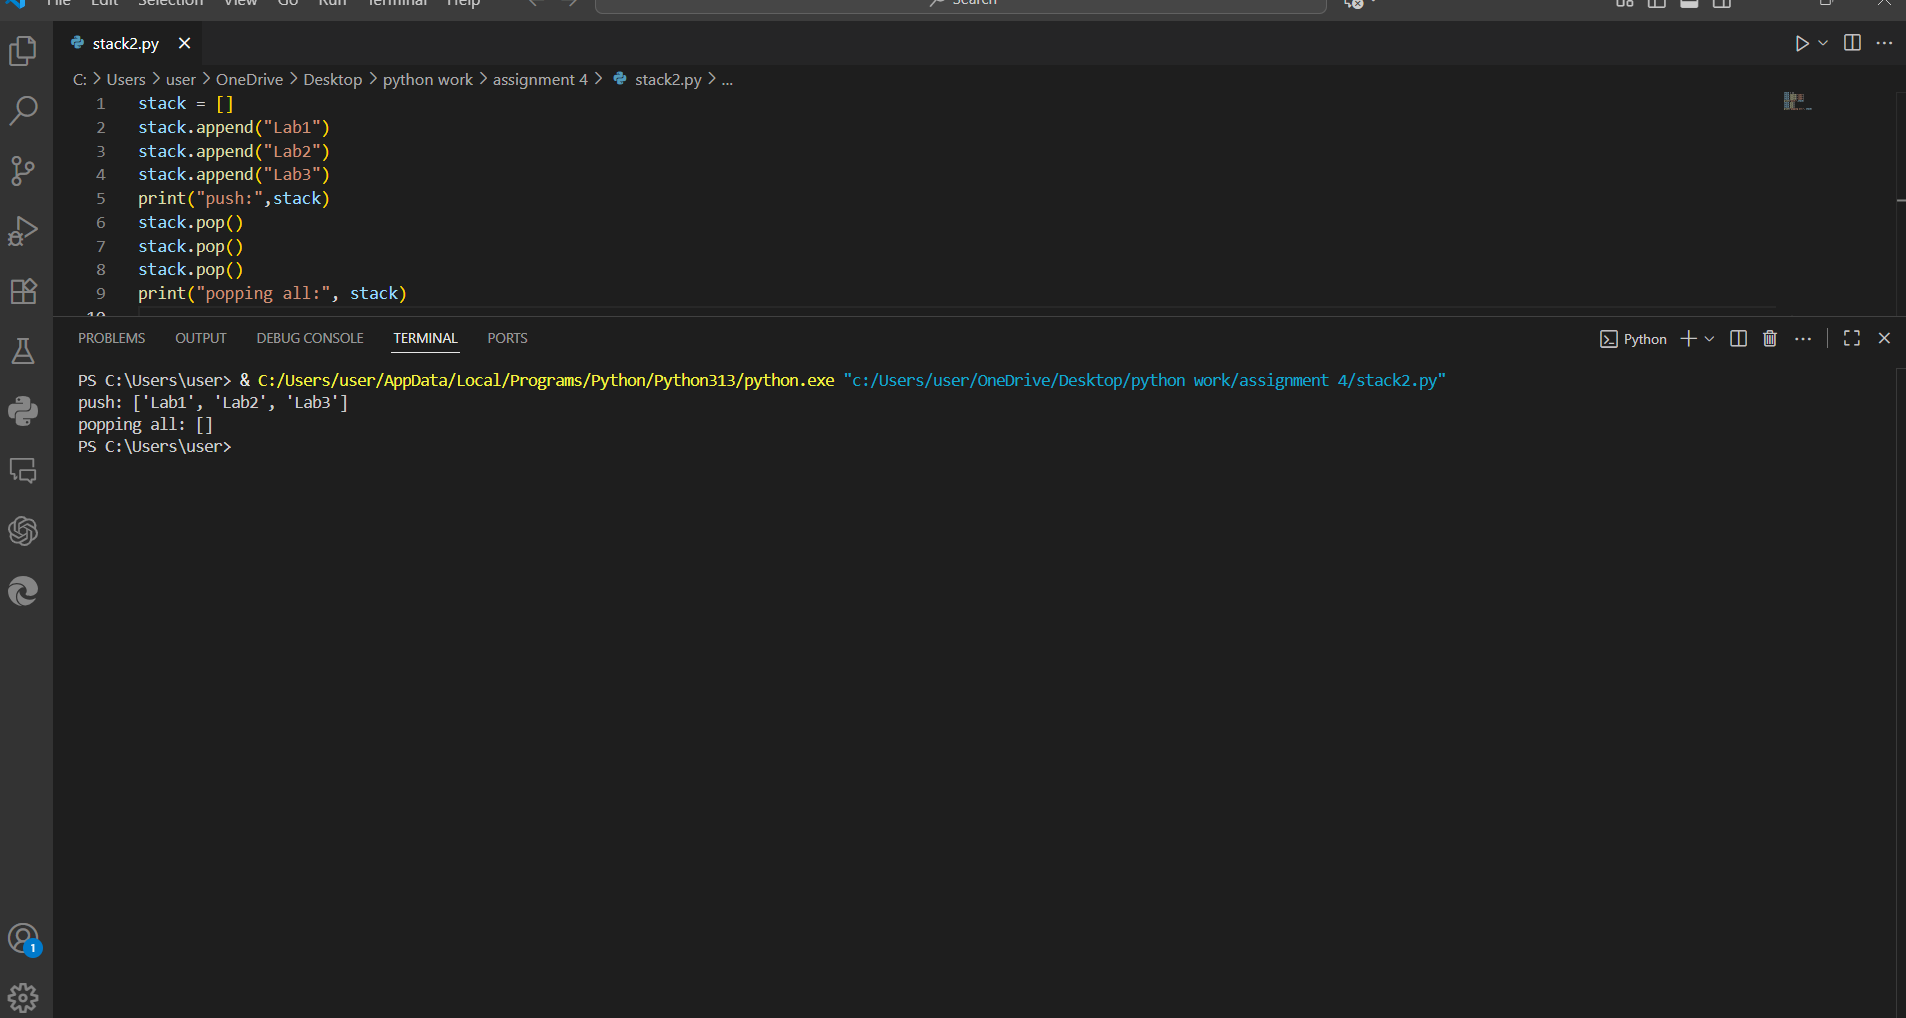 File Edit Selection View Go Run Terminal Help Search
stack2.py
C: > Users > user > OneDrive > Desktop > python work > assignment 4 > stack2.py > ...
1 stack = []
2 stack.append("Lab1")
3 stack.append("Lab2")
4 stack.append("Lab3")
5 print("push:",stack)
6 stack.pop()
7 stack.pop()
8 stack.pop()
9 print("popping all:", stack)
10
PROBLEMS OUTPUT DEBUG CONSOLE TERMINAL PORTS Python
PS C:\Users\user> & C:/Users/user/AppData/Local/Programs/Python/Python313/python.exe "c:/Users/user/OneDrive/Desktop/python work/assignment 4/stack2.py"
push: ['Lab1', 'Lab2', 'Lab3']
popping all: []
PS C:\Users\user>
1